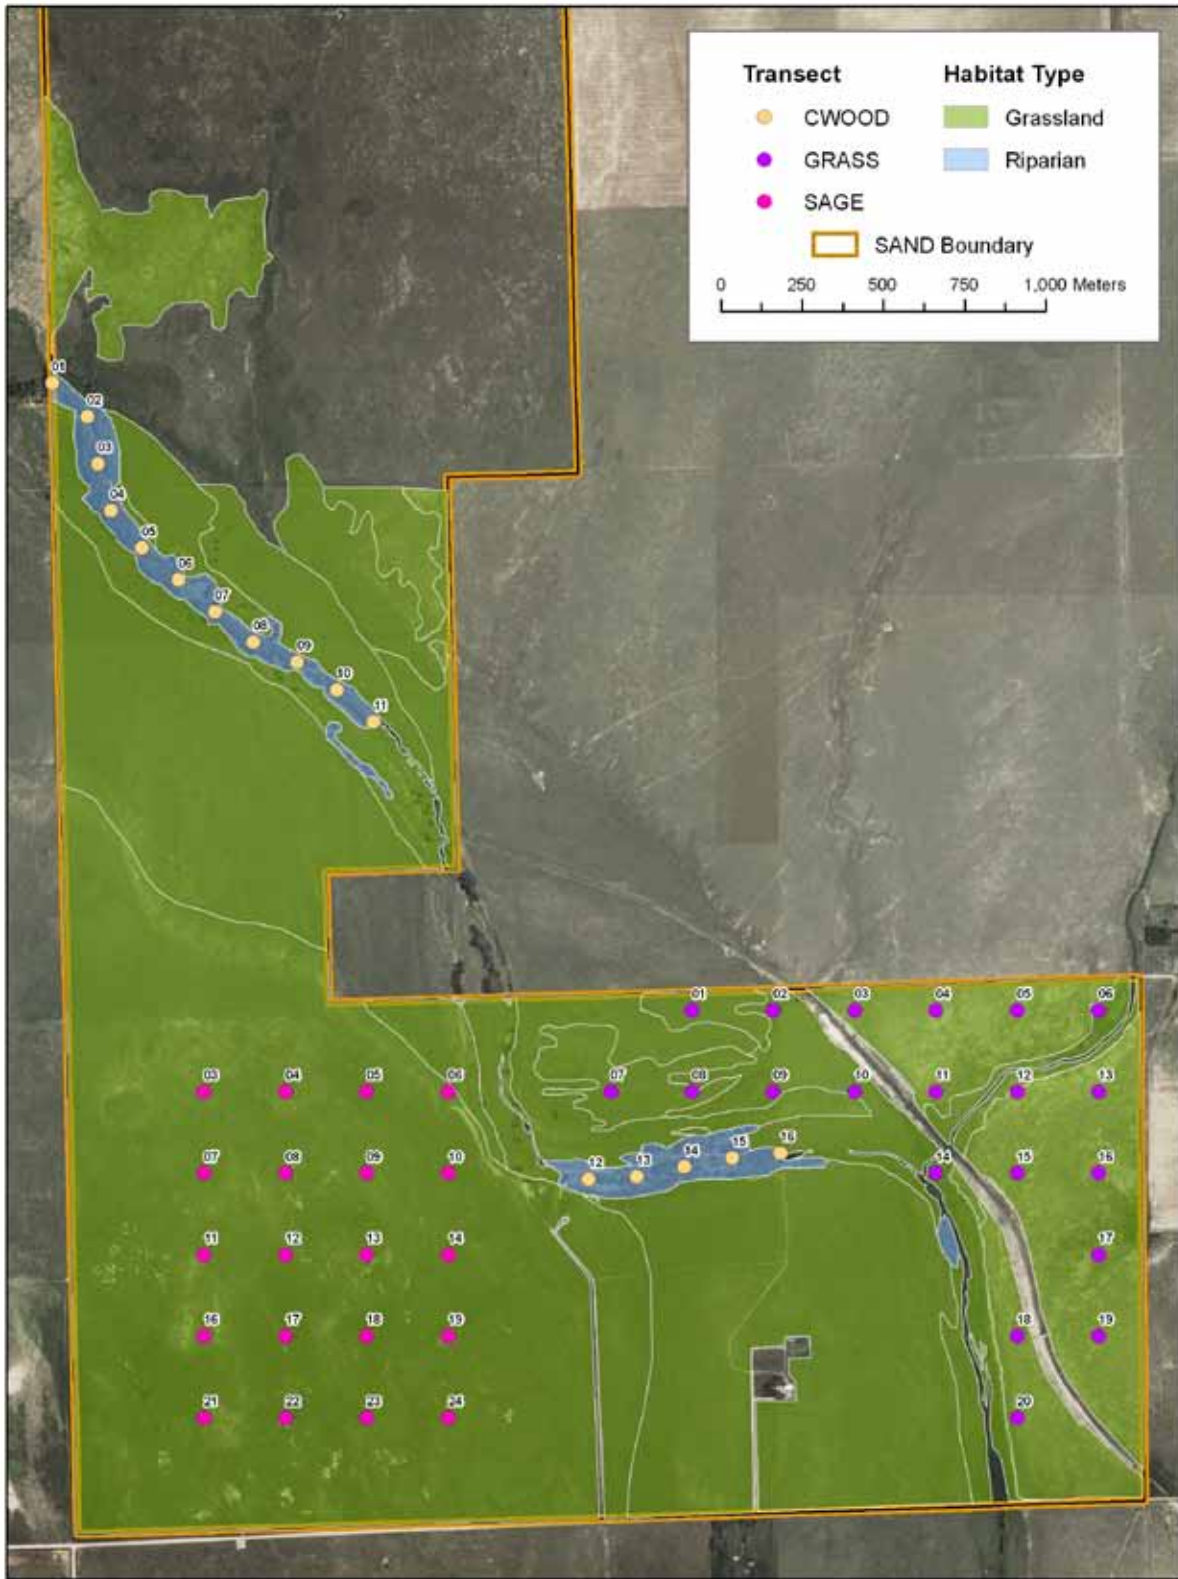 Transect Habitat Type
CWOOD Grassland
GRASS Riparian
SAGE
SAND Boundary
0 250 500 750 1,000 Meters
01
02
03
04
05
06
07
08
09
10
11
01 02 03 04 05 06
03 04 05 06 07 08 09 10 11 12 13
12 13 14 15 16
07 08 09 10 14 15 16
11 12 13 14 17
16 17 18 19 18 19
21 22 23 24 20